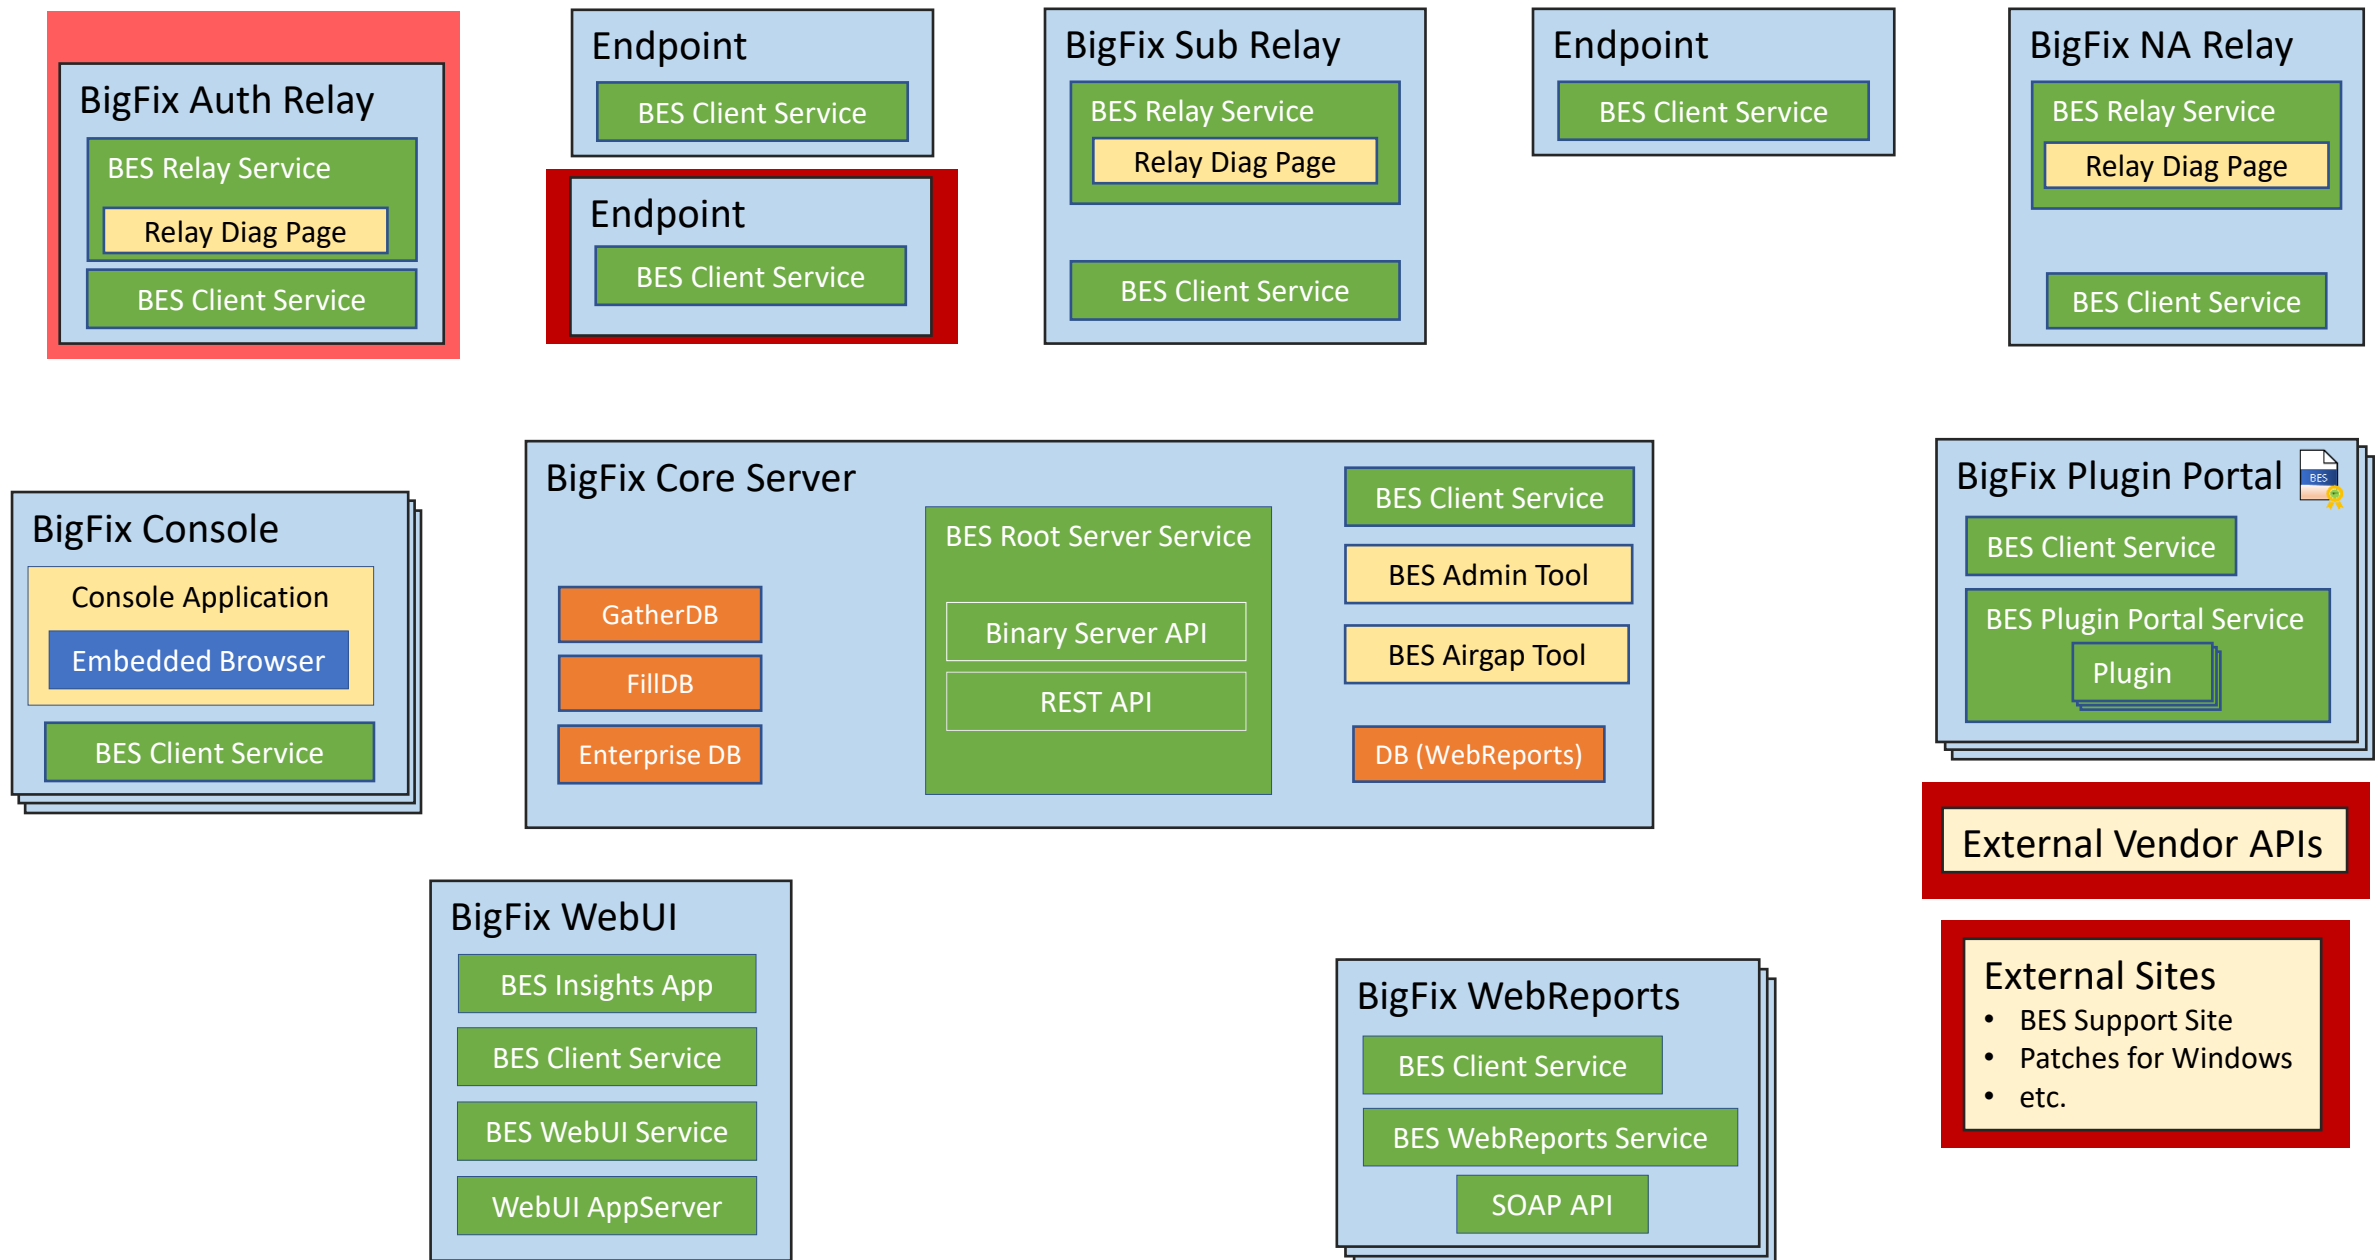 BigFix Auth Relay
BES Relay Service
Relay Diag Page
BES Client Service
Endpoint
BES Client Service
Endpoint
BES Client Service
BigFix Sub Relay
BES Relay Service
Relay Diag Page
BES Client Service
Endpoint
BES Client Service
BigFix NA Relay
BES Relay Service
Relay Diag Page
BES Client Service
BigFix Console
Console Application
Embedded Browser
BES Client Service
BigFix Core Server
GatherDB
FillDB
Enterprise DB
BES Root Server Service
Binary Server API
REST API
BES Client Service
BES Admin Tool
BES Airgap Tool
DB (WebReports)
BigFix Plugin Portal
BES
BES Client Service
BES Plugin Portal Service
Plugin
External Vendor APIs
External Sites
• BES Support Site
• Patches for Windows
• etc.
BigFix WebUI
BES Insights App
BES Client Service
BES WebUI Service
WebUI AppServer
BigFix WebReports
BES Client Service
BES WebReports Service
SOAP API